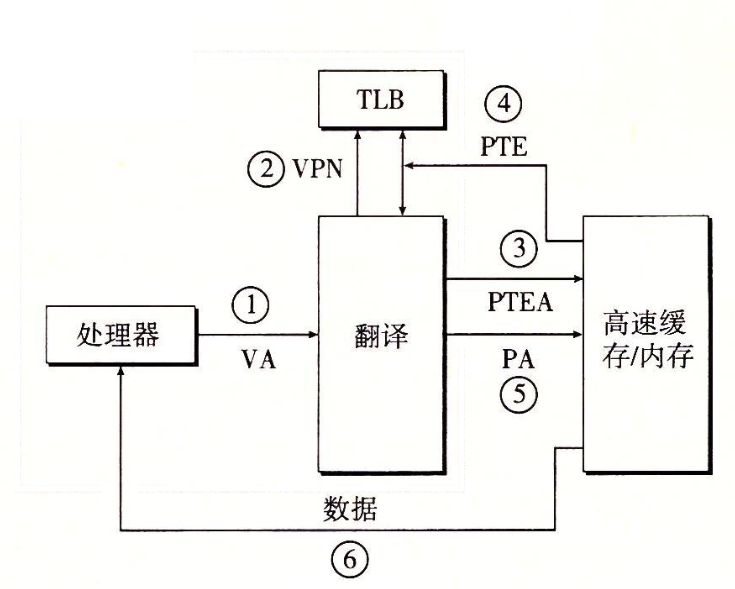 TLB
④
PTE
② VPN
③
PTEA
①
处理器
VA
翻译
高速缓
存/内存
PA
⑤
数据
⑥